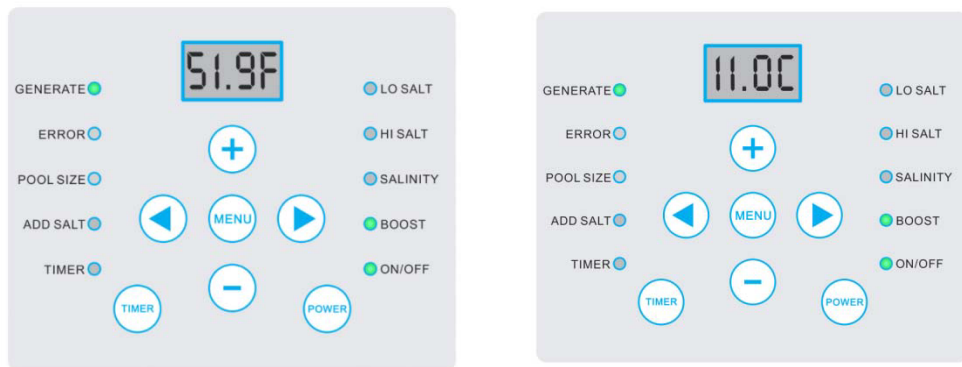 51.9F
GENERATE
LO SALT
ERROR
HI SALT
POOL SIZE
SALINITY
ADD SALT
MENU
BOOST
TIMER
ON/OFF
TIMER
POWER
11.0C
GENERATE
LO SALT
ERROR
HI SALT
POOL SIZE
SALINITY
ADD SALT
MENU
BOOST
TIMER
ON/OFF
TIMER
POWER